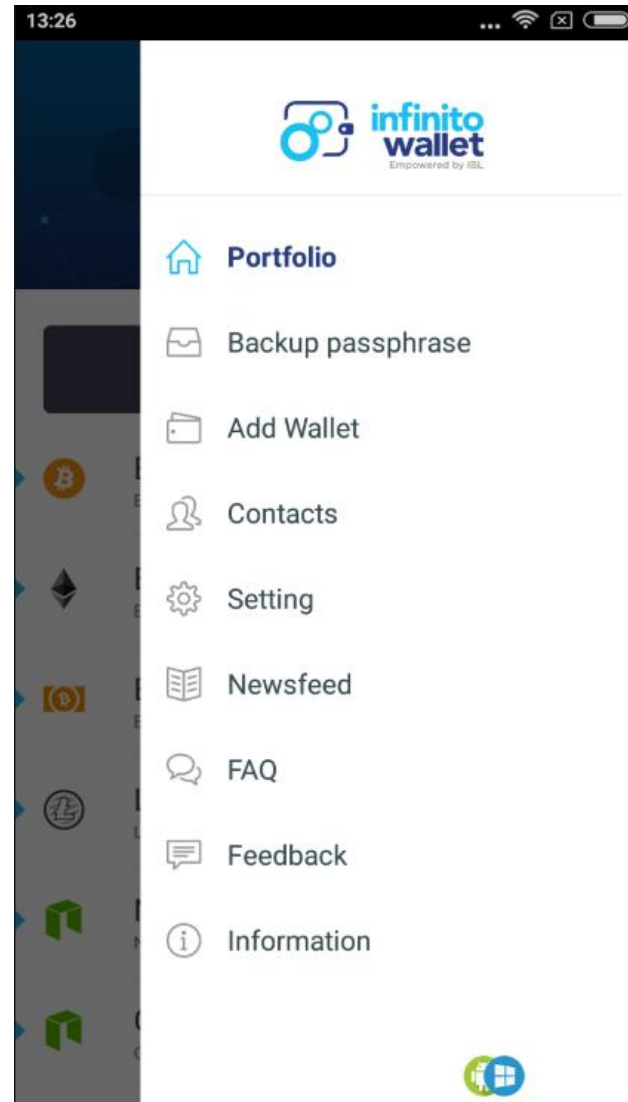 13:26
infinito
wallet
Empowered by IBL
Portfolio
Backup passphrase
Add Wallet
Contacts
Setting
Newsfeed
FAQ
Feedback
Information